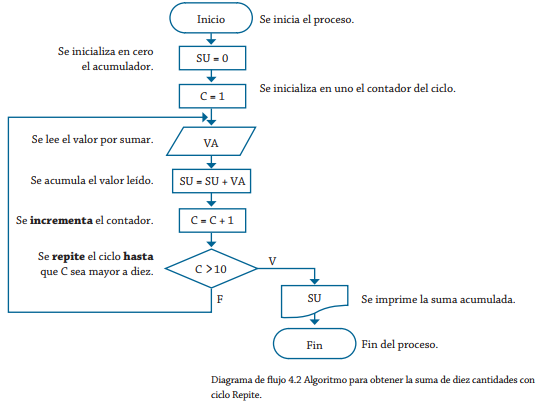 Inicio
Se inicia el proceso.
Se inicializa en cero
el acumulador.
SU = 0
C = 1
Se inicializa en uno el contador del ciclo.
Se lee el valor por sumar.
VA
Se acumula el valor leído.
SU = SU + VA
Se incrementa el contador.
C = C + 1
Se repite el ciclo hasta
que C sea mayor a diez.
C >10
V
F
SU
Se imprime la suma acumulada.
Fin
Fin del proceso.
Diagrama de flujo 4.2 Algoritmo para obtener la suma de diez cantidades con
ciclo Repite.